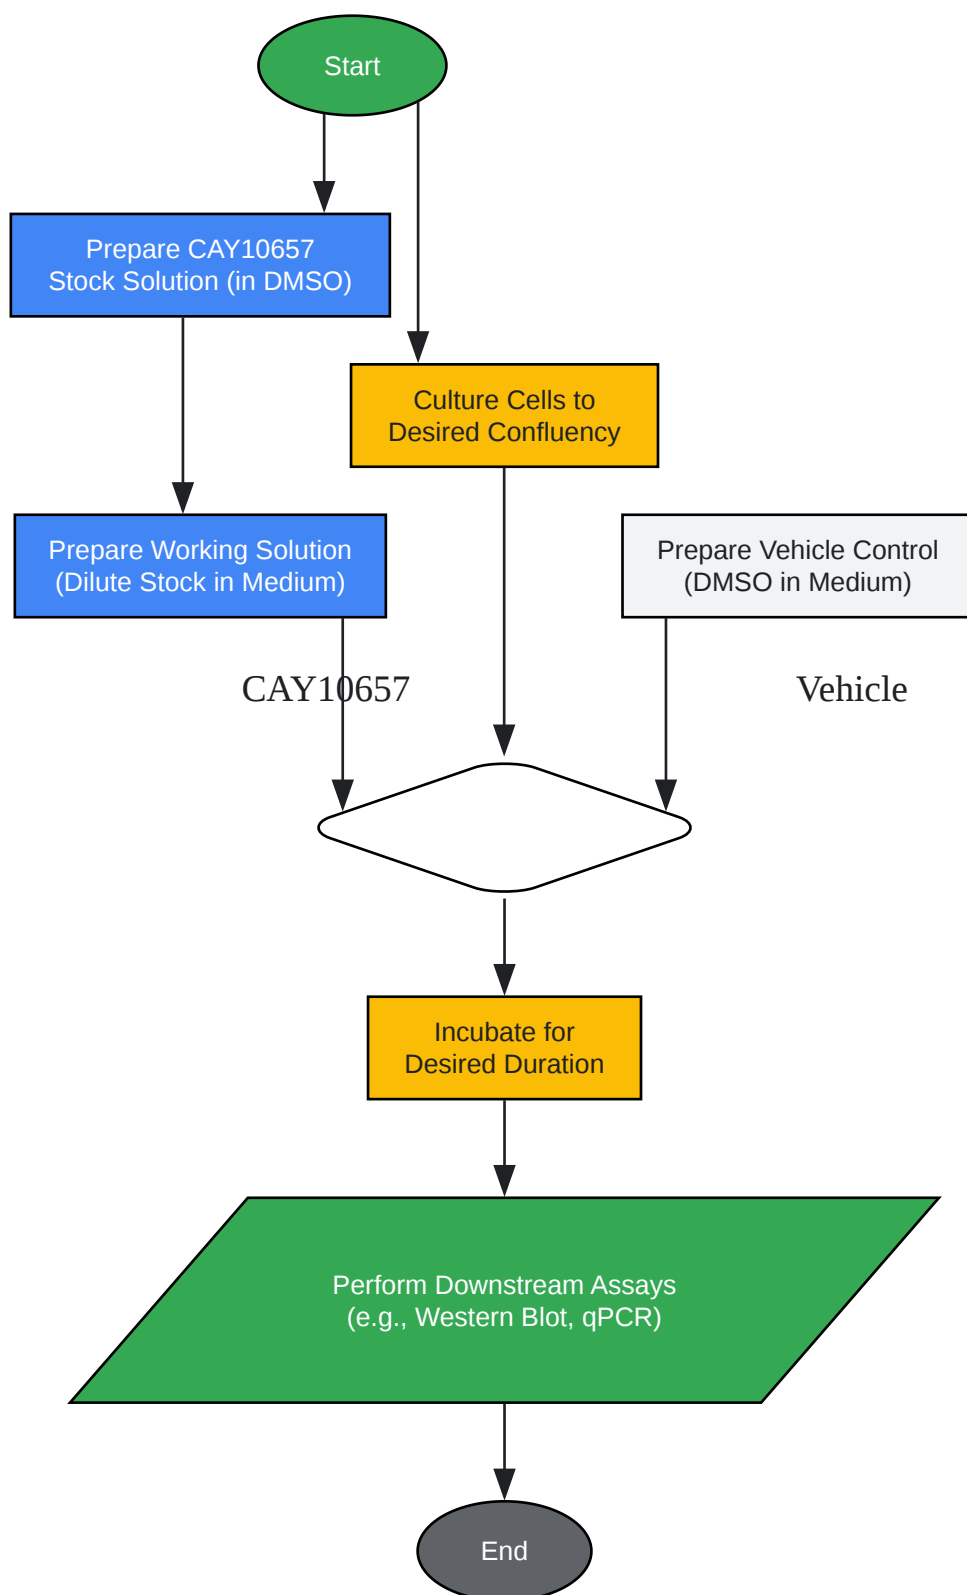 Start
Prepare CAY10657
Stock Solution (in DMSO)
Culture Cells to
Desired Confluency
Prepare Working Solution
(Dilute Stock in Medium)
Prepare Vehicle Control
(DMSO in Medium)
CAY10657
Vehicle
Incubate for
Desired Duration
Perform Downstream Assays
(e.g., Western Blot, qPCR)
End